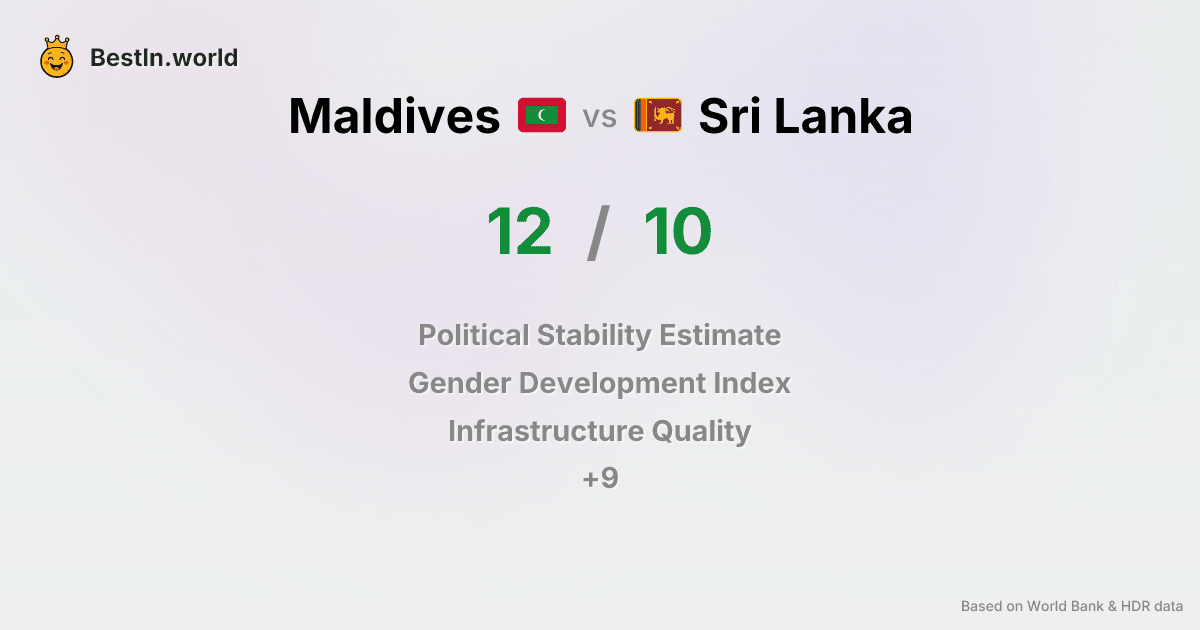 BestIn.world
Maldives vs Sri Lanka
12 / 10
Political Stability Estimate
Gender Development Index
Infrastructure Quality
+9
Based on World Bank & HDR data